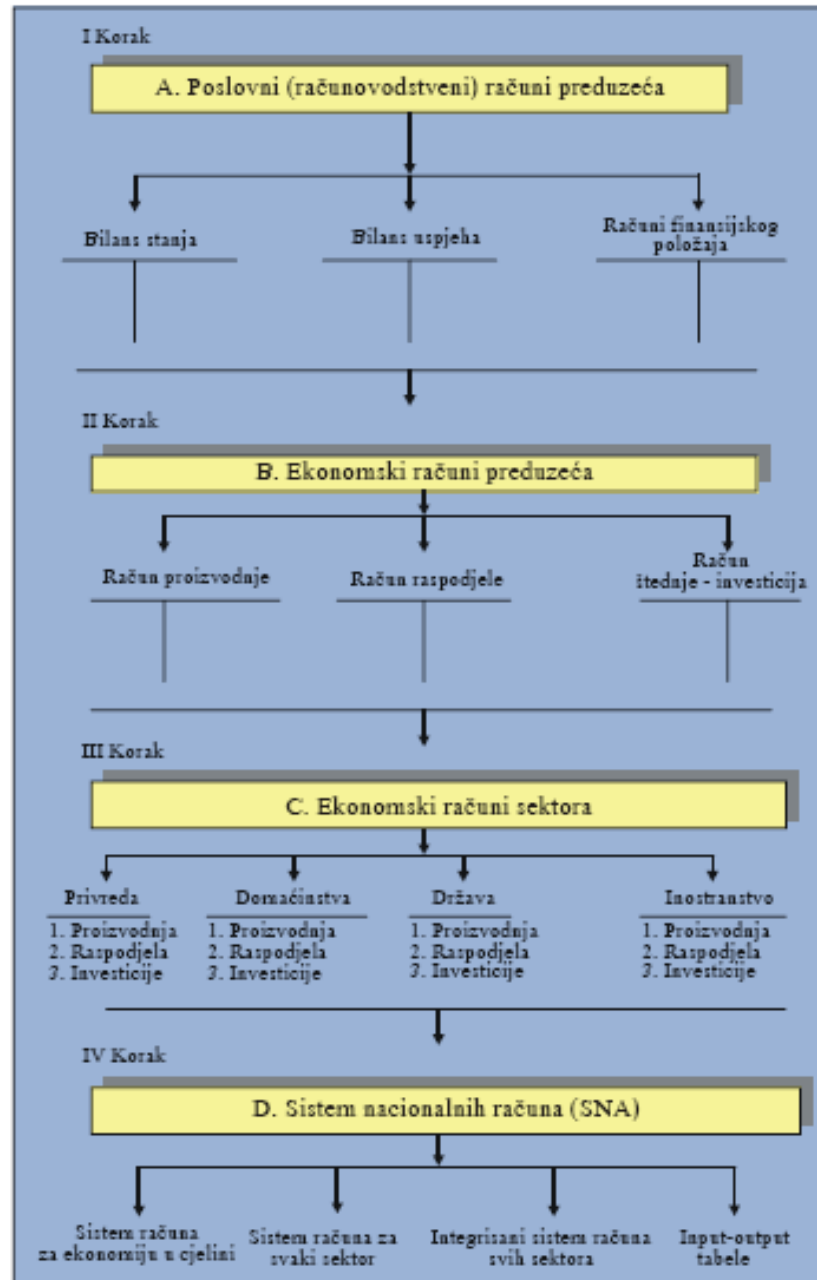 I Korak
A. Poslovni (računovodstveni) računi preduzeća
Bilans stanja
Bilans uspjeha
Računi finansijskog
položaja
II Korak
B. Ekonomski računi preduzeća
Račun proizvodnje
Račun raspodjele
Račun
štednje - investicija
III Korak
C. Ekonomski računi sektora
Privreda
1. Proizvodnja
2. Raspodjela
3. Investicije
Domaćinstva
1. Proizvodnja
2. Raspodjela
3. Investicije
Država
1. Proizvodnja
2. Raspodjela
3. Investicije
Inostranstvo
1. Proizvodnja
2. Raspodjela
3. Investicije
IV Korak
D. Sistem nacionalnih računa (SNA)
Sistem računa
za ekonomiju u cjelini
Sistem računa za
svaki sektor
Integrisani sistem računa
svih sektora
Input-output
tabele